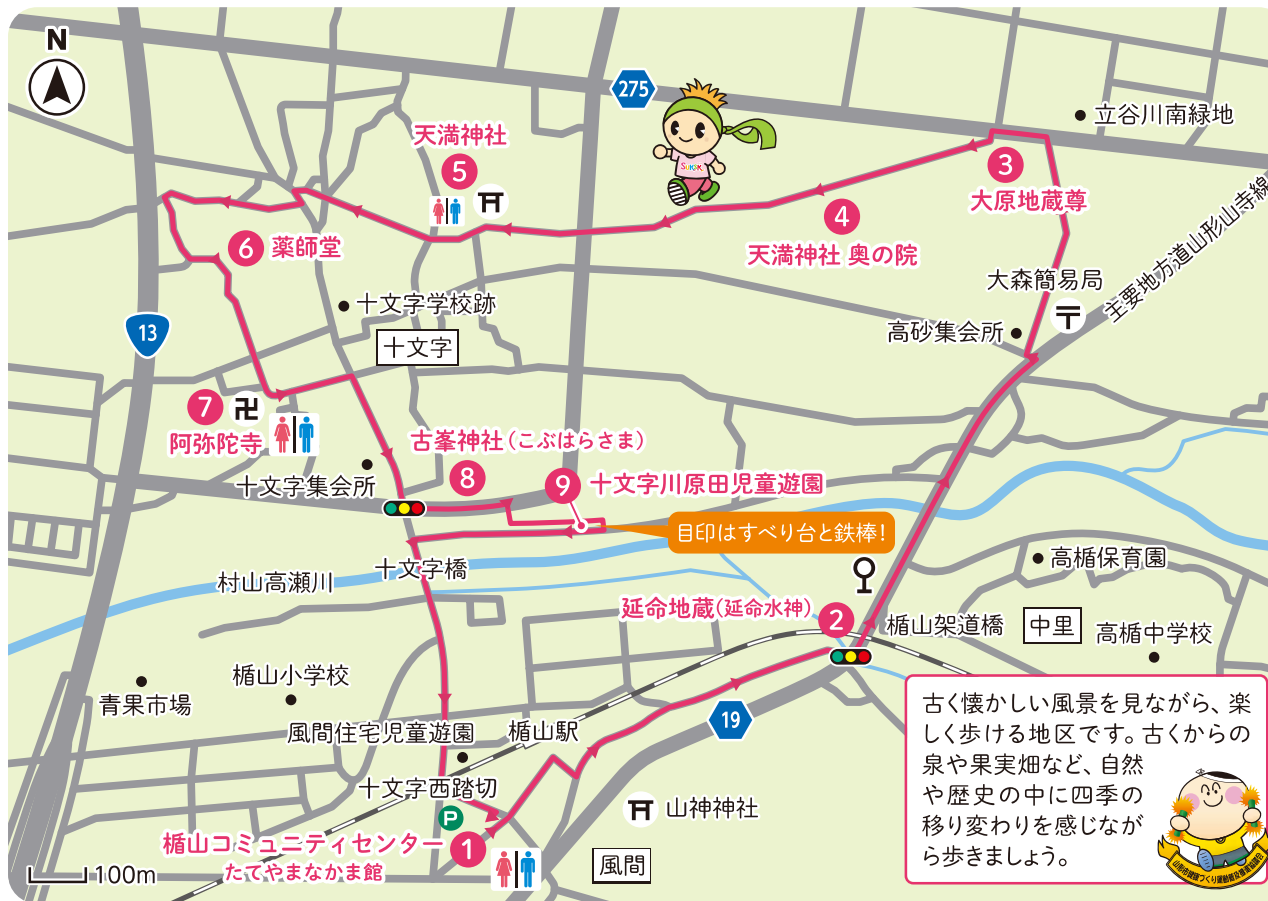 N
275
立谷川南緑地
天満神社
5
3
大原地蔵尊
4
天満神社 奥の院
6 薬師堂
主要地方道山形山寺線
大森簡易局
十文字学校跡
高砂集会所
13
十文字
7
阿弥陀寺
古峯神社(こぶはらさま)
8
9 十文字川原田児童遊園
十文字集会所
目印はすべり台と鉄棒!
十文字橋
村山高瀬川
高楯保育園
延命地蔵(延命水神)
2
楯山架道橋
中里
高楯中学校
楯山小学校
青果市場
風間住宅児童遊園
楯山駅
19
十文字西踏切
P
山神神社
楯山コミュニティセンター
1
たてやまなかま館
風間
100m
古く懐かしい風景を見ながら、楽
しく歩ける地区です。古くからの
泉や果実畑など、自然
や歴史の中に四季の
移り変わりを感じなが
ら歩きましょう。
SUKSK